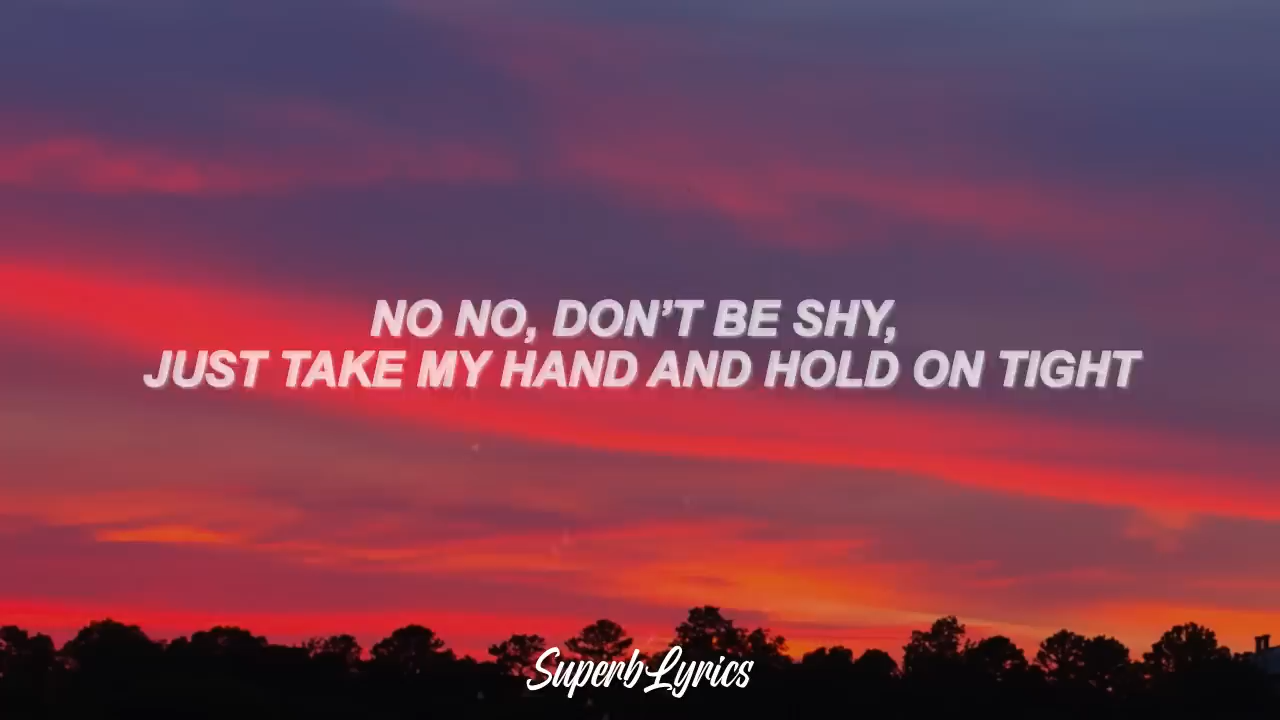 NO NO, DON’T BE SHY,
JUST TAKE MY HAND AND HOLD ON TIGHT
SuperbLyrics